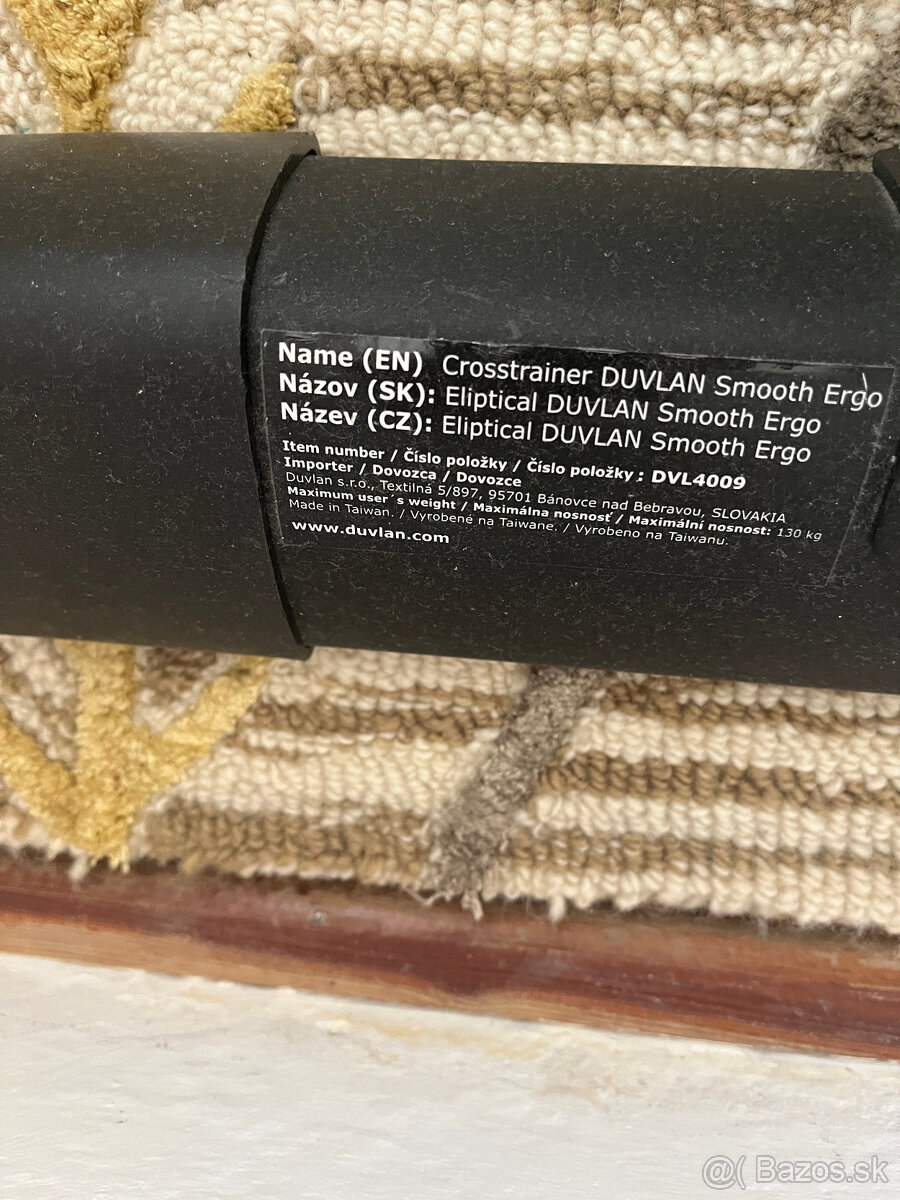 Name (EN) Crosstrainer DUVLAN Smooth Ergo
Názov (SK): Eliptical DUVLAN Smooth Ergo
Název (CZ): Eliptical DUVLAN Smooth Ergo
Item number / Číslo položky / Číslo položky : DVL4009
Importer / Dovozca / Dovozce
Duvlan s.r.o., Textilná 5/897, 95701 Bánovce nad Bebravou, SLOVAKIA
Maximum user´s weight / Maximálna nosnosť / Maximální nosnost: 130 kg
Made in Taiwan. / Vyrobené na Taiwane. / Vyrobeno na Taiwanu.
www.duvlan.com
@( Bazos.sk